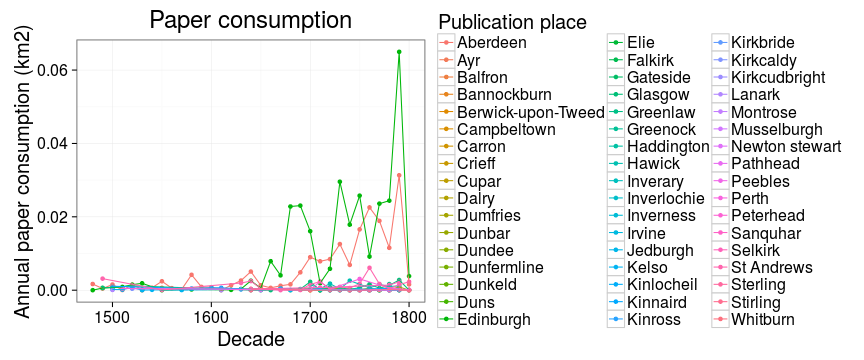 Paper consumption
Annual paper consumption (km2)
0.06
0.04
0.02
0.00
1500
1600
1700
1800
Decade
Publication place
Aberdeen
Ayr
Balfron
Bannockburn
Berwick-upon-Tweed
Campbeltown
Carron
Crieff
Cupar
Dalry
Dumfries
Dunbar
Dundee
Dunfermline
Dunkeld
Duns
Edinburgh
Elie
Falkirk
Gateside
Glasgow
Greenlaw
Greenock
Haddington
Hawick
Inverary
Inverlochie
Inverness
Irvine
Jedburgh
Kelso
Kinlocheil
Kinnaird
Kinross
Kirkbride
Kirkcaldy
Kirkcudbright
Lanark
Montrose
Musselburgh
Newton stewart
Pathhead
Peebles
Perth
Peterhead
Sanquhar
Selkirk
St Andrews
Sterling
Stirling
Whitburn